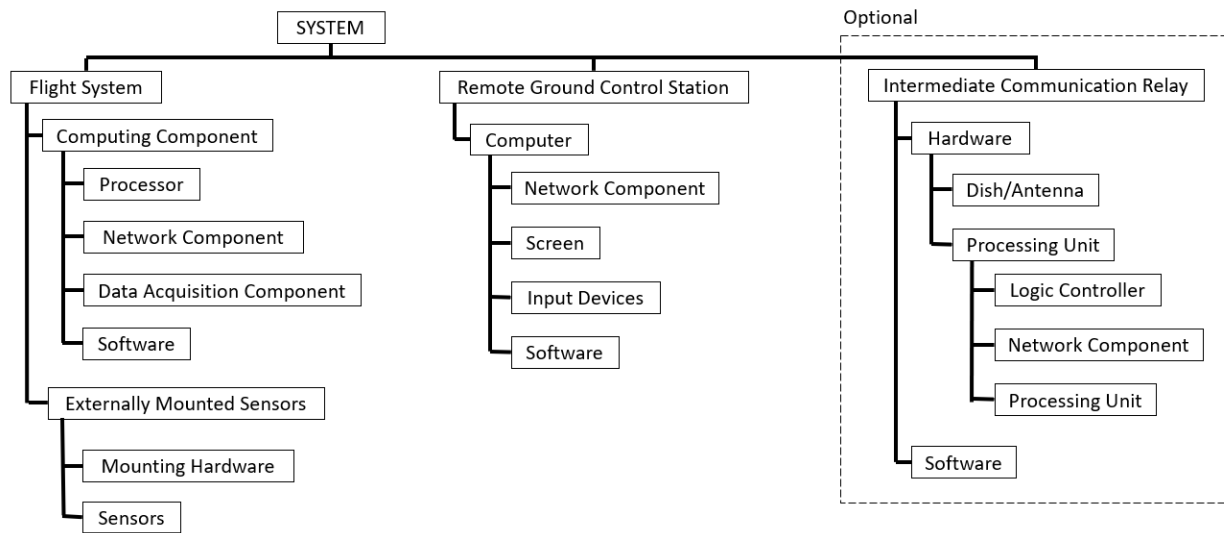 Optional
SYSTEM
Flight System
Computing Component
Processor
Network Component
Data Acquisition Component
Software
Externally Mounted Sensors
Mounting Hardware
Sensors
Remote Ground Control Station
Computer
Network Component
Screen
Input Devices
Software
Intermediate Communication Relay
Hardware
Dish/Antenna
Processing Unit
Logic Controller
Network Component
Processing Unit
Software